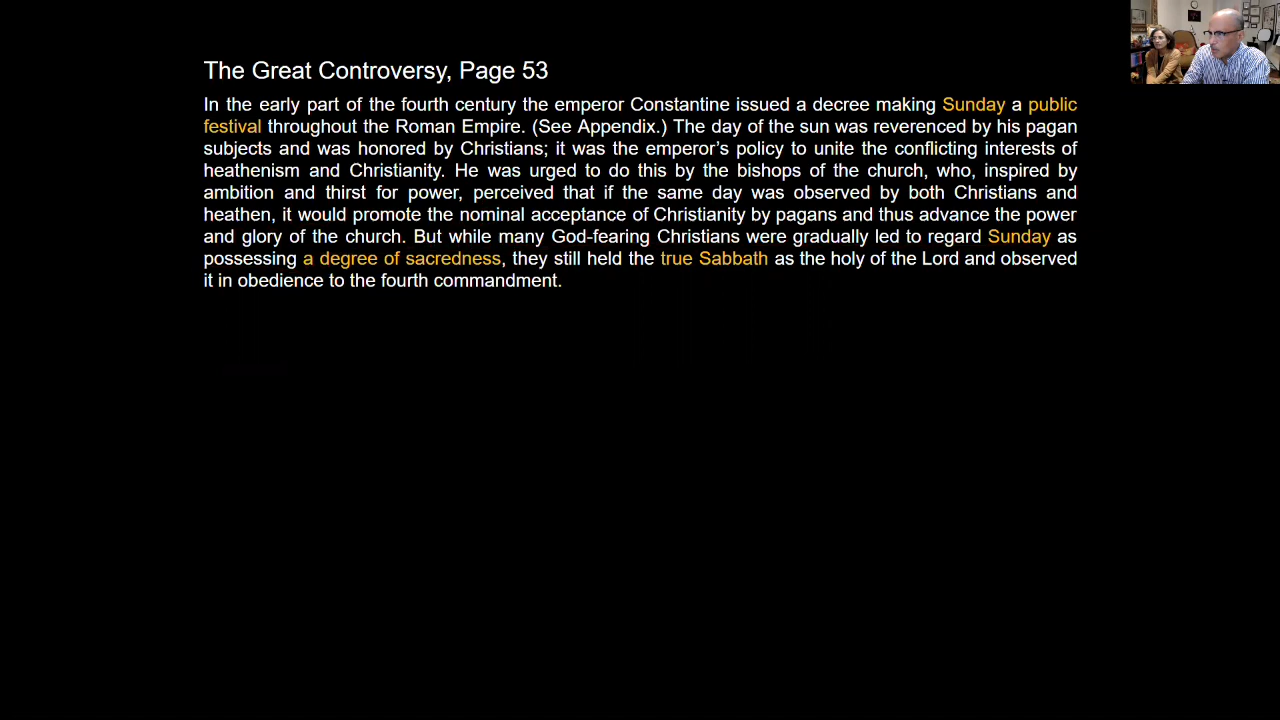 The Great Controversy, Page 53
In the early part of the fourth century the emperor Constantine issued a decree making Sunday a public
festival throughout the Roman Empire. (See Appendix.) The day of the sun was reverenced by his pagan
subjects and was honored by Christians; it was the emperor’s policy to unite the conflicting interests of
heathenism and Christianity. He was urged to do this by the bishops of the church, who, inspired by
ambition and thirst for power, perceived that if the same day was observed by both Christians and
heathen, it would promote the nominal acceptance of Christianity by pagans and thus advance the power
and glory of the church. But while many God-fearing Christians were gradually led to regard Sunday as
possessing a degree of sacredness, they still held the true Sabbath as the holy of the Lord and observed
it in obedience to the fourth commandment.